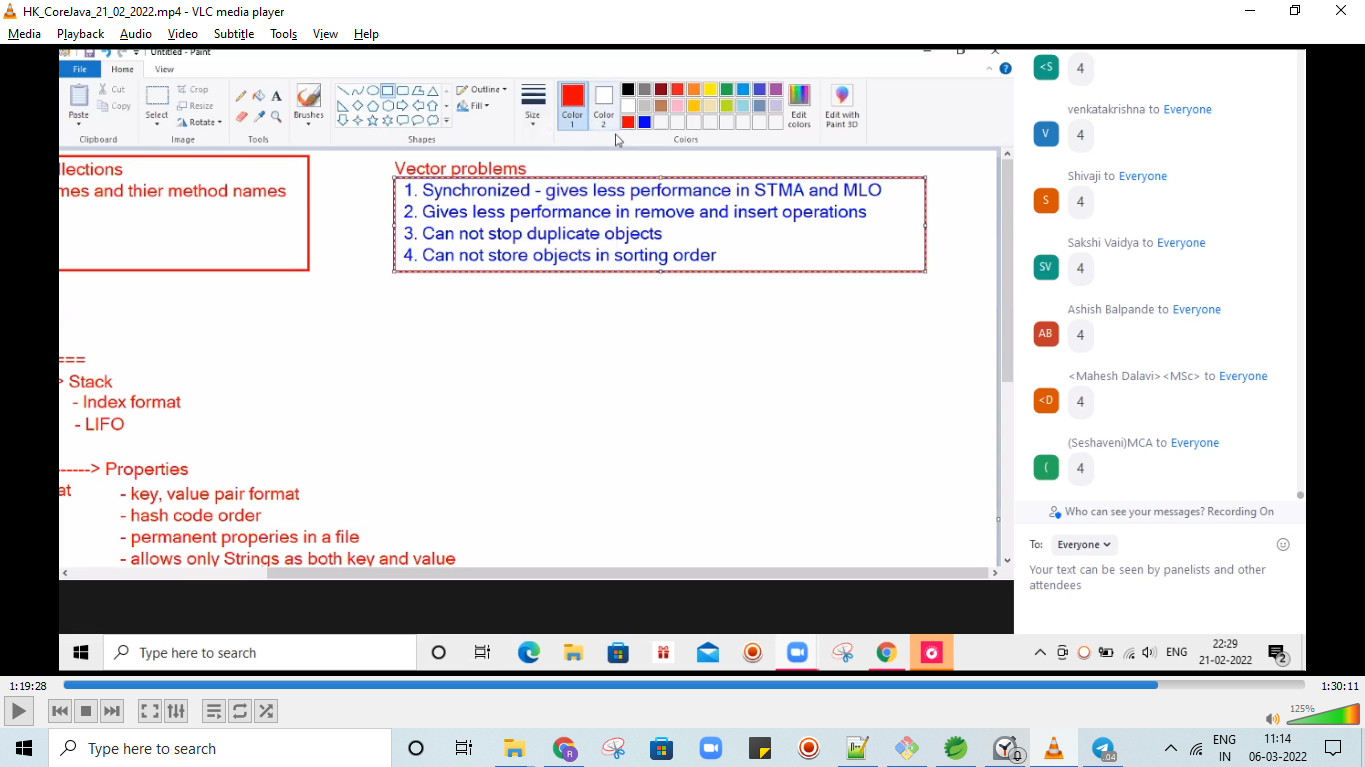 HK_CoreJava_21_02_2022.mp4 - VLC media player
Media Playback Audio Video Subtitle Tools View Help
Untitled - Paint
File Home View
Cut
Copy
Paste
Clipboard
Select
Crop
Resize
Rotate
Image
Tools
Brushes
Shapes
Outline
Fill
Size
Color 1
Color 2
Colors
Edit colors
Edit with Paint 3D
llections
mes and thier method names
Vector problems
1. Synchronized - gives less performance in STMA and MLO
2. Gives less performance in remove and insert operations
3. Can not stop duplicate objects
4. Can not store objects in sorting order
===
> Stack
- Index format
- LIFO
------> Properties
at
- key, value pair format
- hash code order
- permanent properies in a file
- allows only Strings as both key and value
<S 4
venkatakrishna to Everyone
V 4
Shivaji to Everyone
S 4
Sakshi Vaidya to Everyone
SV 4
Ashish Balpande to Everyone
AB 4
<Mahesh Dalavi><MSc> to Everyone
<D 4
(Seshaveni)MCA to Everyone
( 4
Who can see your messages? Recording On
To: Everyone
Your text can be seen by panelists and other
attendees
Type here to search
ENG
22:29
21-02-2022
2
1:19:28
1:30:11
125%
Type here to search
R
.04
ENG
IN
11:14
06-03-2022